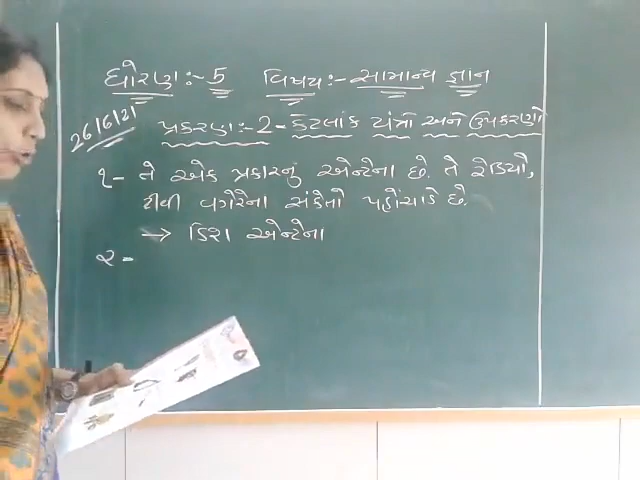 ધોરણ:- 5 વિષય:- સામાન્ય જ્ઞાન
26/6/21
પ્રકરણ:- 2 - કેટલાંક યંત્રો અને ઉપકરણો
૧- તે એક પ્રકારનું એન્ટેના છે. તે રેડિયો,
ટીવી વગેરેના સંકેતો પહોંચાડે છે.
→ ડિશ એન્ટેના
૨-